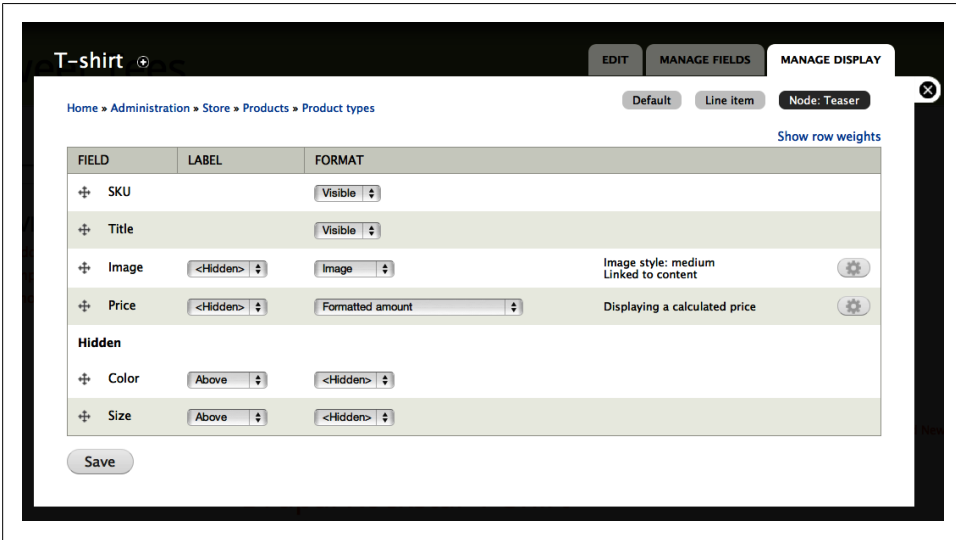 T-shirt
EDIT MANAGE FIELDS MANAGE DISPLAY
Home » Administration » Store » Products » Product types
Default Line item Node: Teaser
Show row weights
FIELD LABEL FORMAT
SKU Visible
Title Visible
Image <Hidden> Image Image style: medium
Linked to content
Price <Hidden> Formatted amount Displaying a calculated price
Hidden
Color Above <Hidden>
Size Above <Hidden>
Save